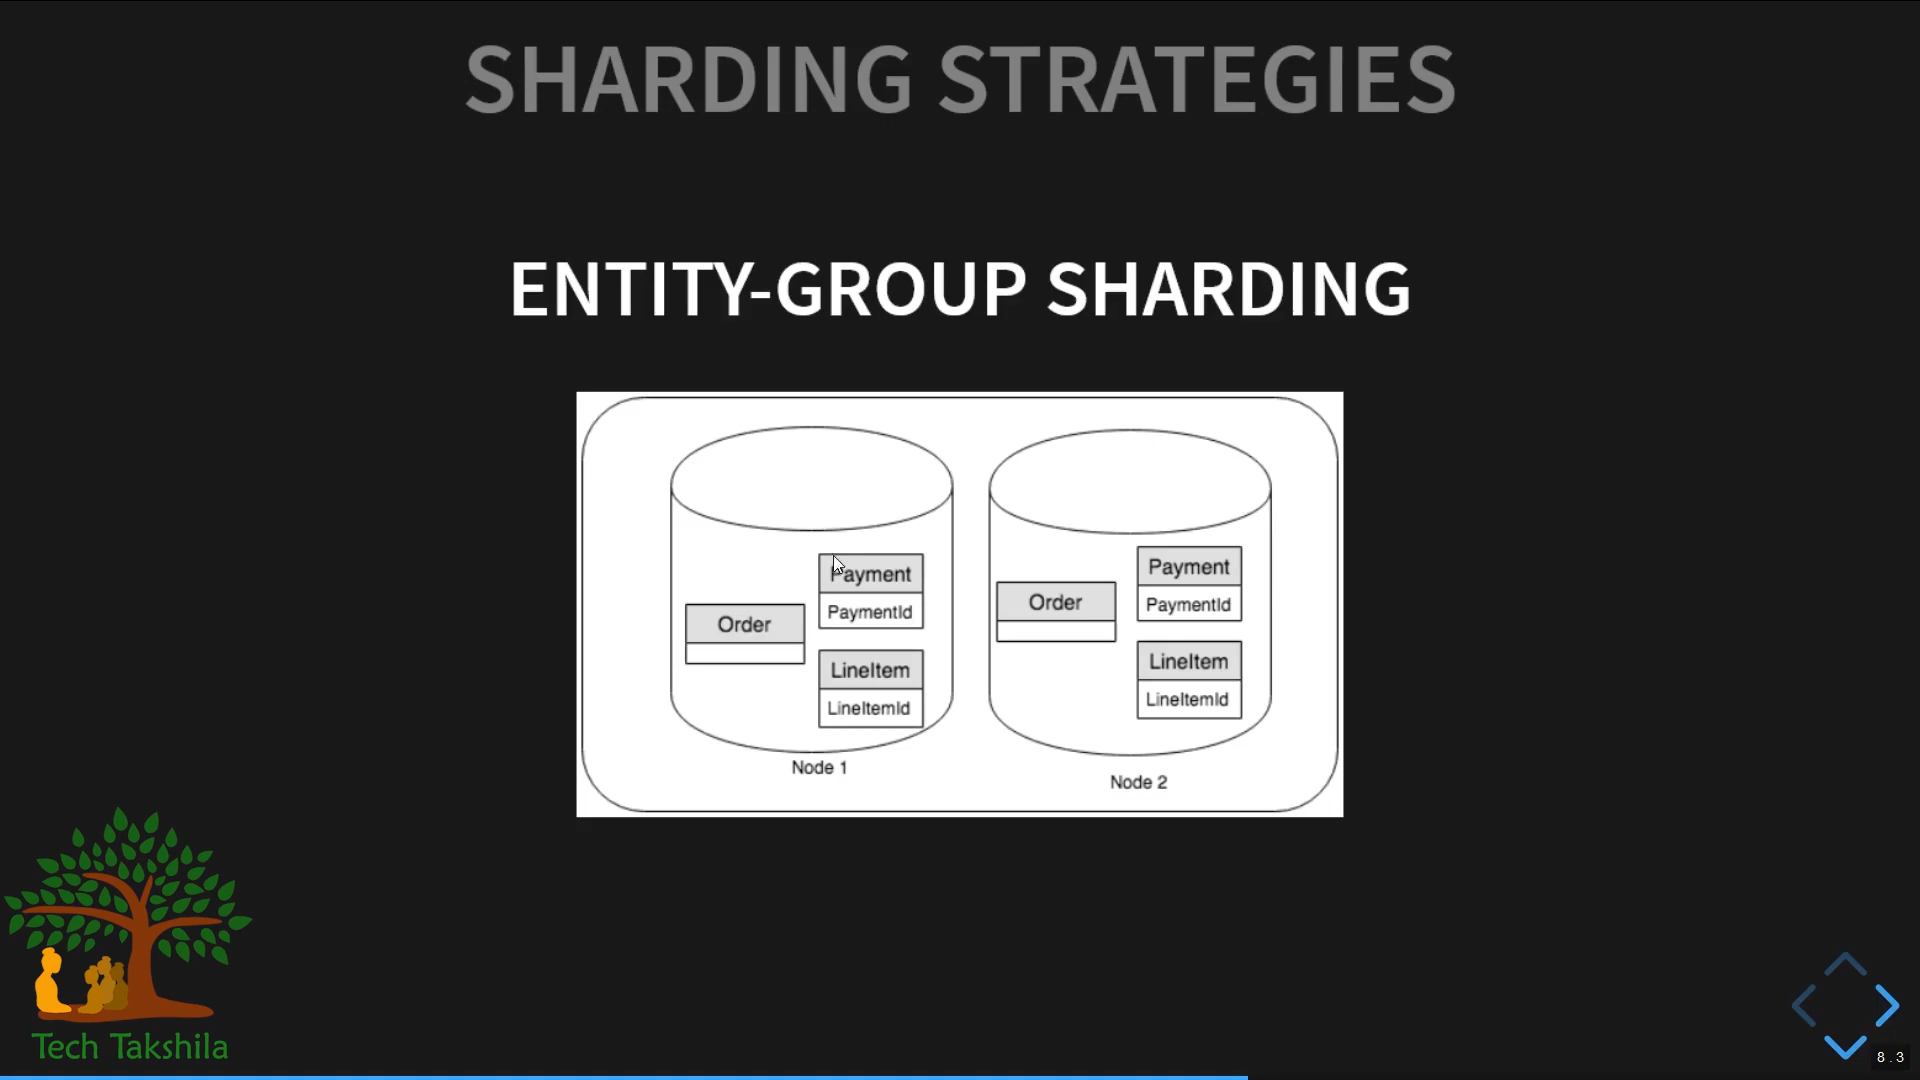 SHARDING STRATEGIES
ENTITY-GROUP SHARDING
Payment
PaymentId
Order
LineItem
LineItemId
Node 1
Payment
PaymentId
Order
LineItem
LineItemId
Node 2
Tech Takshila
8.3